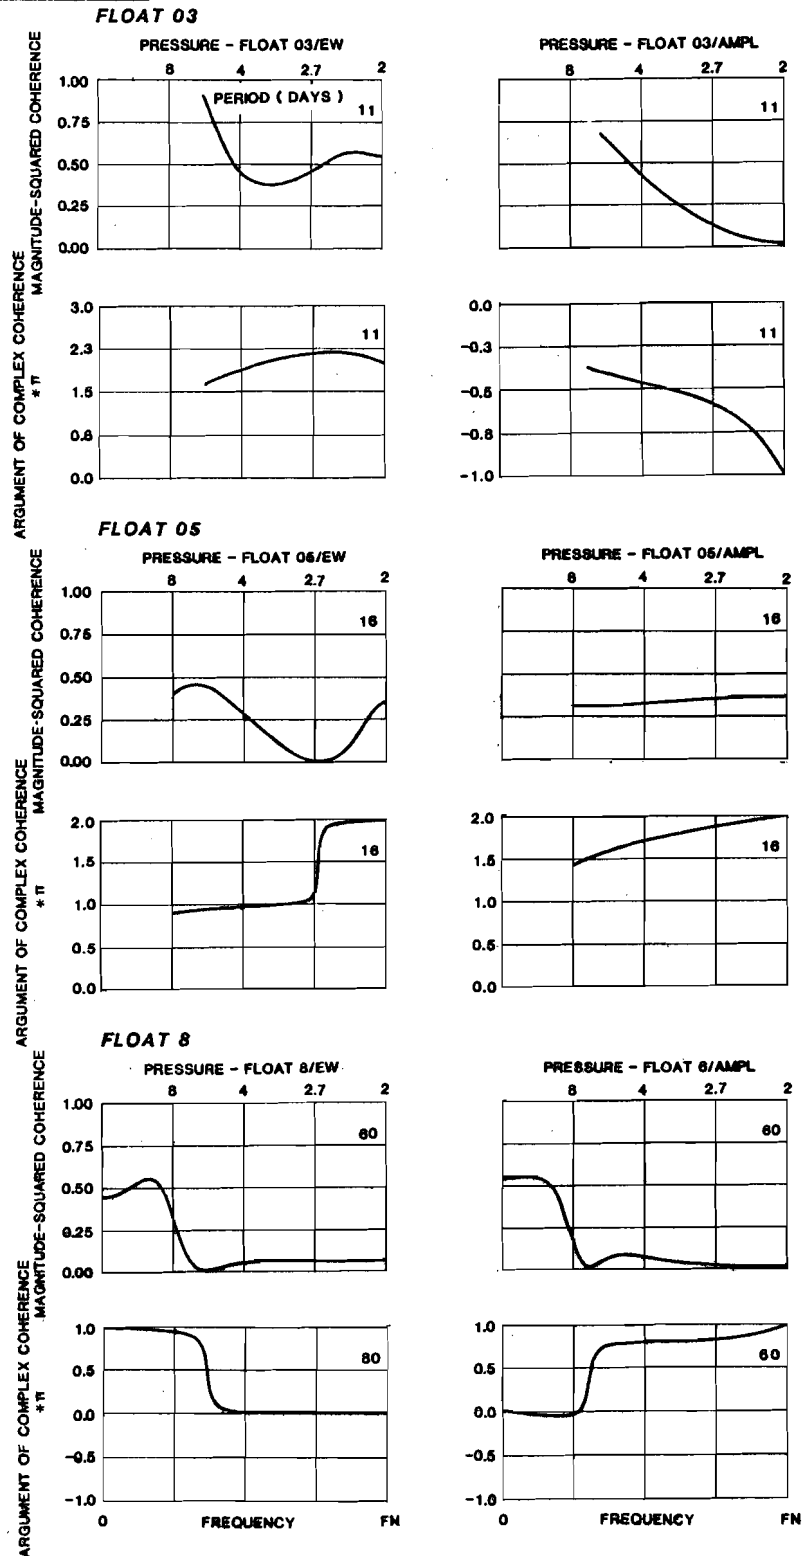 FLOAT 03
PRESSURE - FLOAT 03/EW
8 4 2.7 2
PERIOD ( DAYS )
11
1.00
0.75
0.50
0.25
0.00
MAGNITUDE-SQUARED COHERENCE
PRESSURE - FLOAT 03/AMPL
8 4 2.7 2
11
3.0
2.3
1.5
0.8
0.0
11
ARGUMENT OF COMPLEX COHERENCE
* π
0.0
-0.3
-0.5
-0.8
-1.0
11
FLOAT 05
PRESSURE - FLOAT 05/EW
8 4 2.7 2
1.00
0.75
0.50
0.25
0.00
16
MAGNITUDE-SQUARED COHERENCE
PRESSURE - FLOAT 05/AMPL
8 4 2.7 2
16
2.0
1.5
1.0
0.5
0.0
16
ARGUMENT OF COMPLEX COHERENCE
* π
2.0
1.5
1.0
0.5
0.0
16
FLOAT 8
PRESSURE - FLOAT 8/EW
8 4 2.7 2
1.00
0.75
0.50
0.25
0.00
60
MAGNITUDE-SQUARED COHERENCE
PRESSURE - FLOAT 6/AMPL
8 4 2.7 2
60
1.0
0.5
0.0
-0.5
-1.0
60
ARGUMENT OF COMPLEX COHERENCE
* π
0 FREQUENCY FN
1.0
0.5
0.0
-0.5
-1.0
60
0 FREQUENCY FN